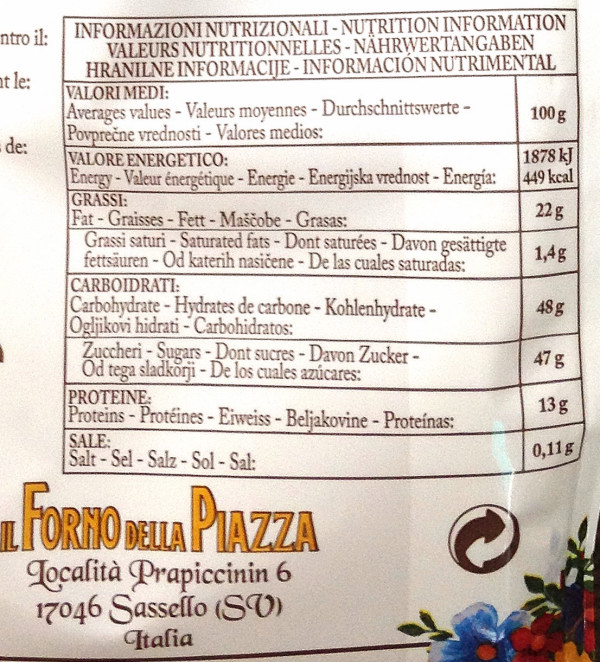 ntro il:
nt le:
de:
INFORMAZIONI NUTRIZIONALI - NUTRITION INFORMATION
VALEURS NUTRITIONNELLES - NÄHRWERTANGABEN
HRANILNE INFORMACIJE - INFORMACIÓN NUTRIMENTAL
VALORI MEDI:
Averages values - Valeurs moyennes - Durchschnittswerte -
Povprečne vrednosti - Valores medios:
100 g
VALORE ENERGETICO:
Energy - Valeur énergétique - Energie - Energijska vrednost - Energía:
1878 kJ
449 kcal
GRASSI:
Fat - Graisses - Fett - Maščobe - Grasas:
22 g
Grassi saturi - Saturated fats - Dont saturées - Davon gesättigte
fettsäuren - Od katerih nasičene - De las cuales saturadas:
1,4 g
CARBOIDRATI:
Carbohydrate - Hydrates de carbone - Kohlenhydrate -
Ogljikovi hidrati - Carbohidratos:
48 g
Zuccheri - Sugars - Dont sucres - Davon Zucker -
Od tega sladkorji - De los cuales azúcares:
47 g
PROTEINE:
Proteins - Protéines - Eiweiss - Beljakovine - Proteínas:
13 g
SALE:
Salt - Sel - Salz - Sol - Sal:
0,11 g
IL FORNO DELLA PIAZZA
Località Prapiccinin 6
17046 Sassello (SV)
Italia